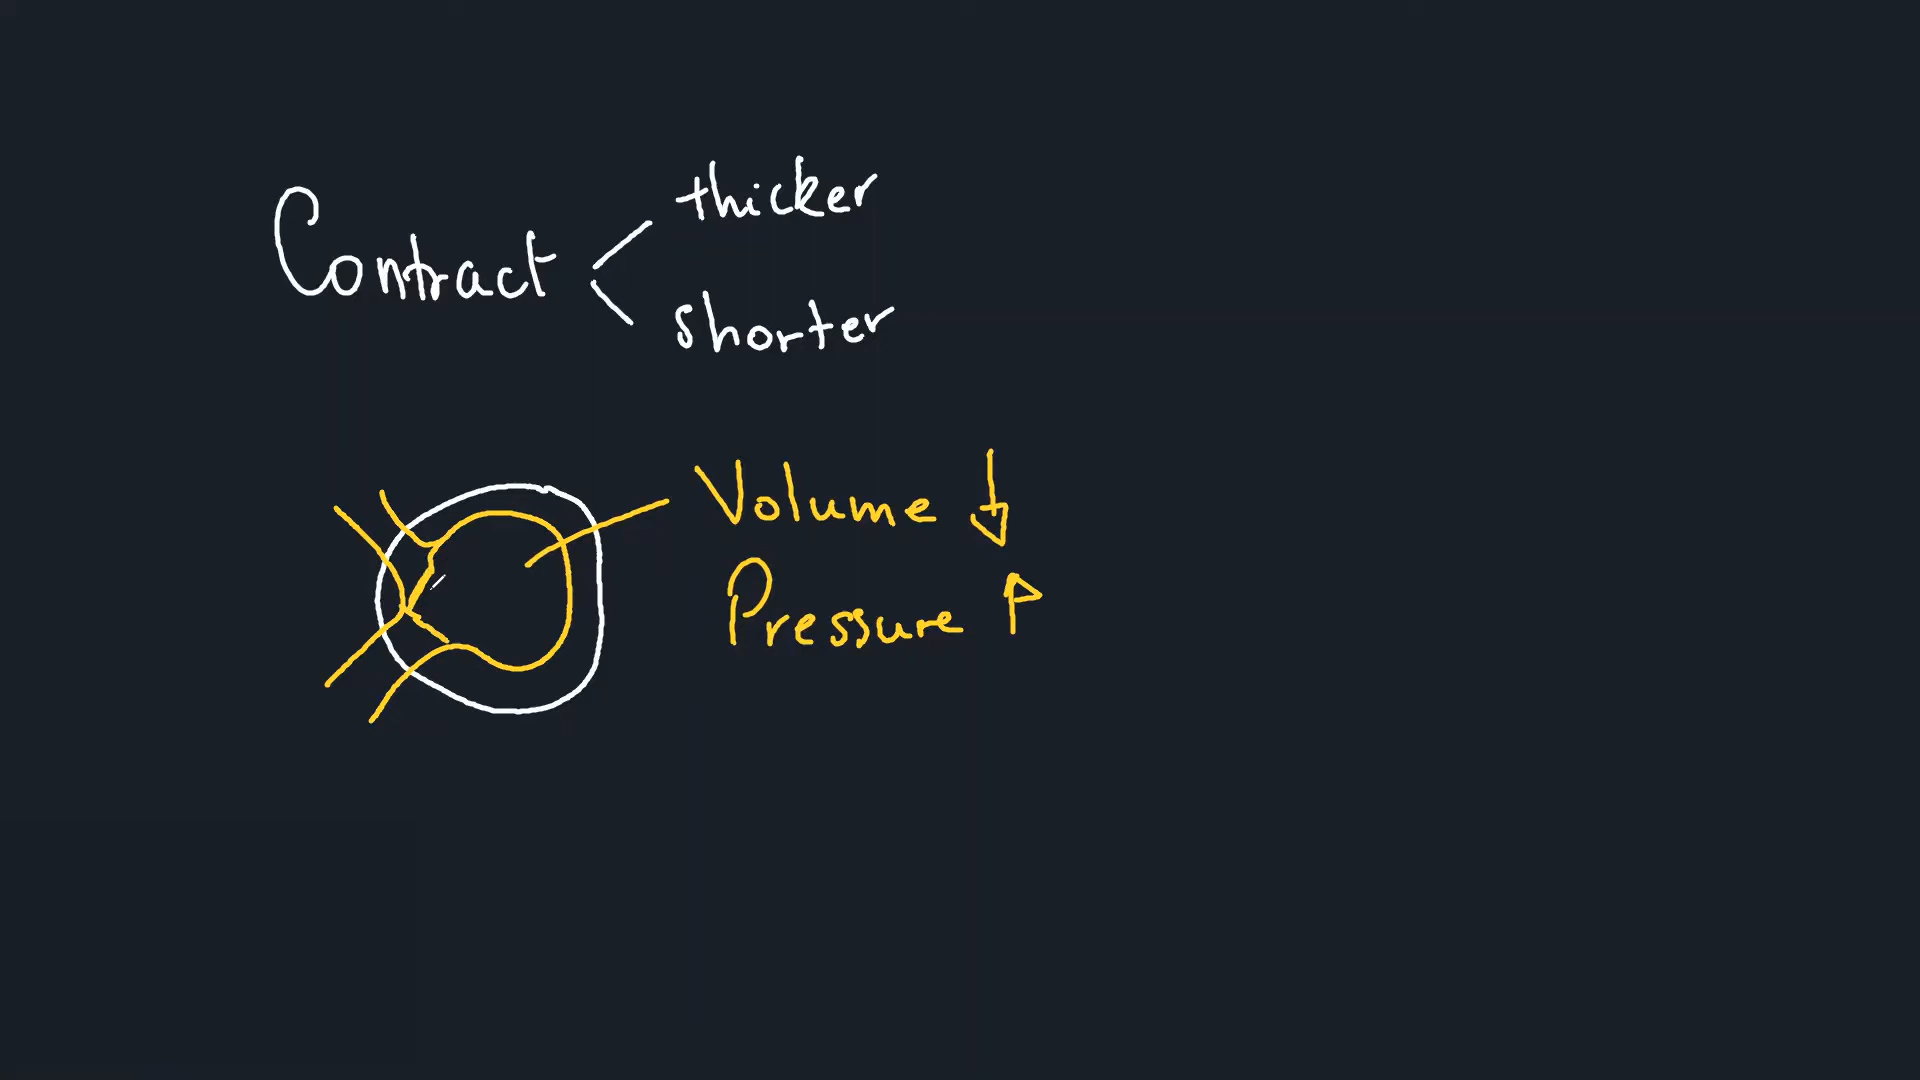 Contract
thicker
shorter
Volume ↓
Pressure ↑